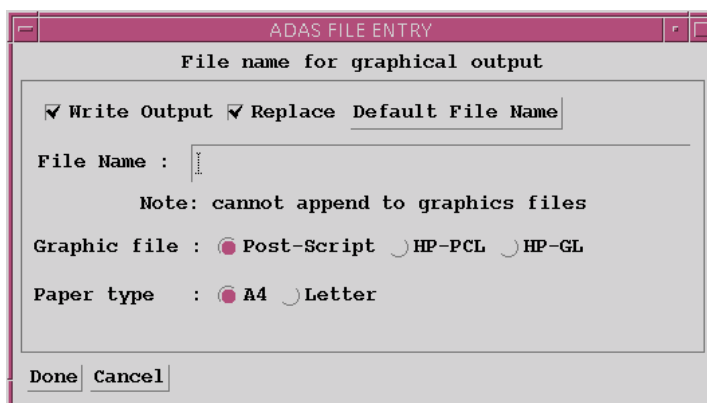 ADAS FILE ENTRY
File name for graphical output
Write Output Replace Default File Name
File Name :
Note: cannot append to graphics files
Graphic file : Post-Script HP-PCL HP-GL
Paper type : A4 Letter
Done Cancel